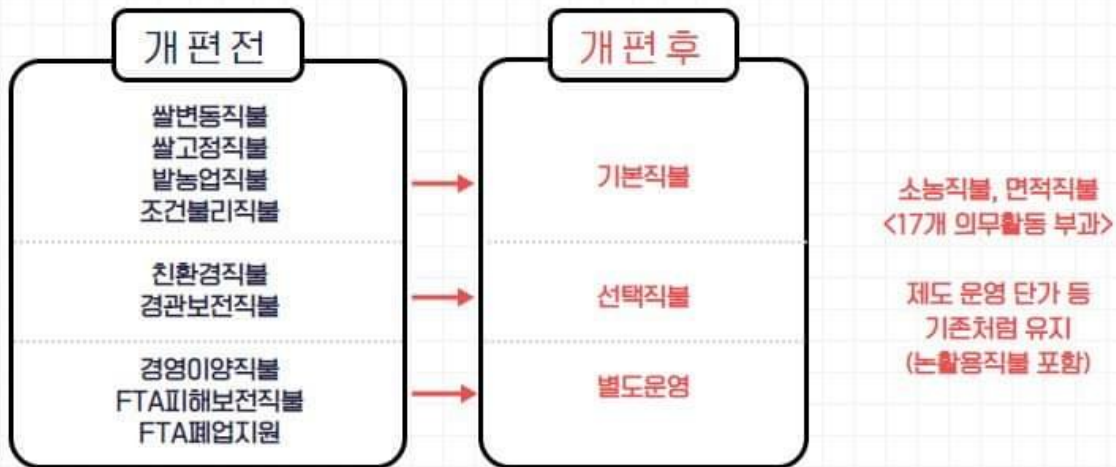 개편전
쌀변동직불
쌀고정직불
밭농업직불
조건불리직불
친환경직불
경관보전직불
경영이양직불
FTA피해보전직불
FTA폐업지원
개편후
기본직불
선택직불
별도운영
소농직불, 면적직불
<17개 의무활동 부과>
제도 운영 단가 등
기존처럼 유지
(논활용직불 포함)